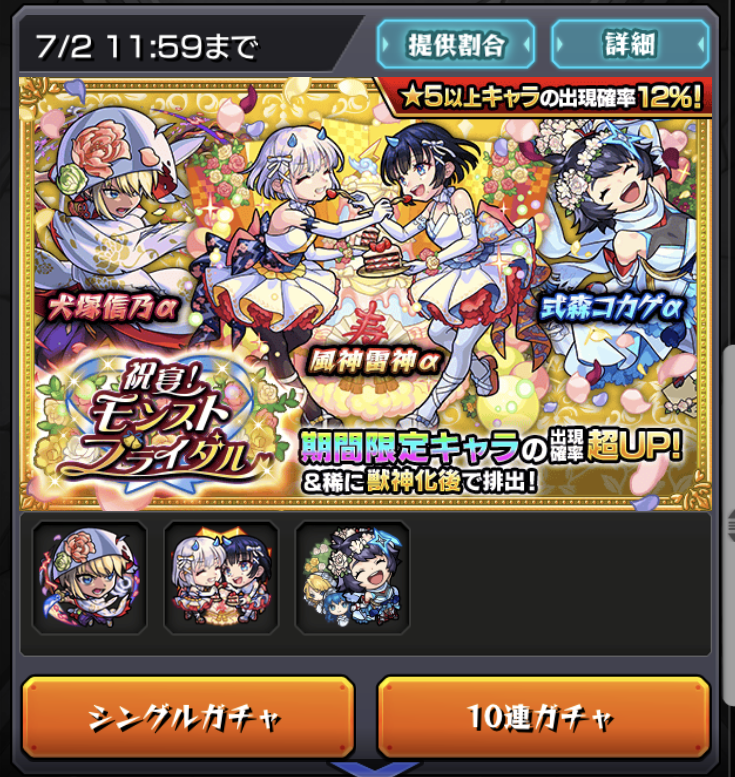 7/2 11:59まで
提供割合
詳細
★5以上キャラの出現確率12%!
犬塚信乃α
風神雷神α
式森コカゲα
寿
祝宴!
モンスト
ブライダル
期間限定キャラの出現確率超UP!
&稀に獣神化後で排出!
シングルガチャ
10連ガチャ